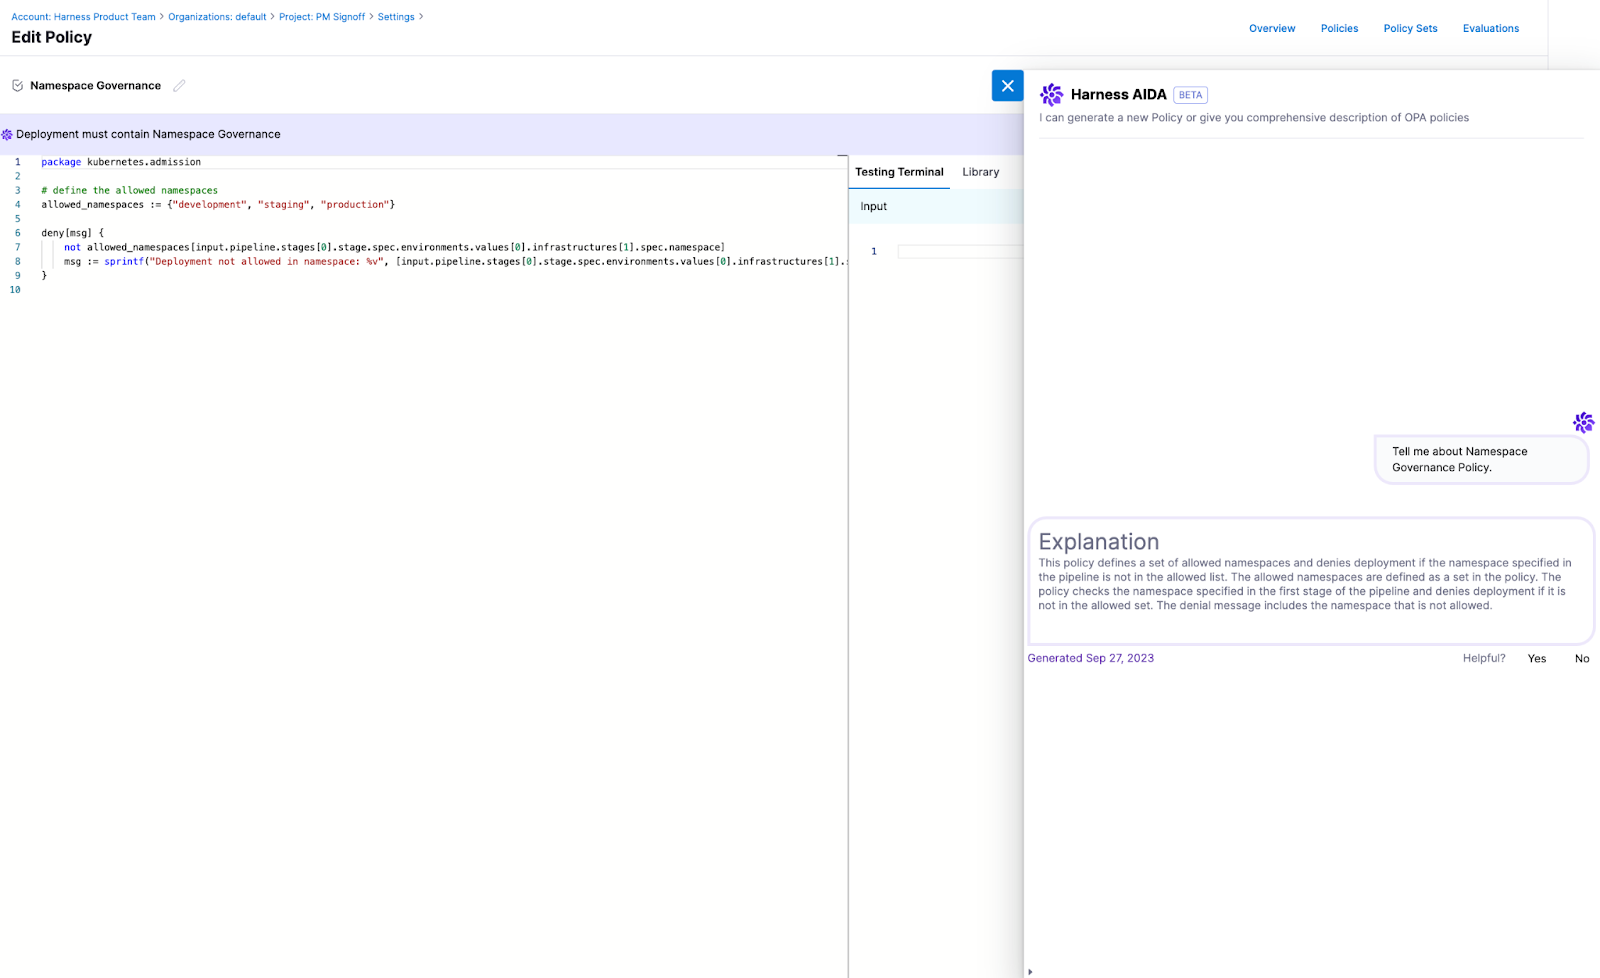 Account: Harness Product Team > Organizations: default > Project: PM Signoff > Settings >
Edit Policy
Overview Policies Policy Sets Evaluations
Namespace Governance
Deployment must contain Namespace Governance
1 package kubernetes.admission
2
3 # define the allowed namespaces
4 allowed_namespaces := {"development", "staging", "production"}
5
6 deny[msg] {
7 not allowed_namespaces[input.pipeline.stages[0].stage.spec.environments.values[0].infrastructures[1].spec.namespace]
8 msg := sprintf("Deployment not allowed in namespace: %v", [input.pipeline.stages[0].stage.spec.environments.values[0].infrastructures[1].
9 }
10
Testing Terminal Library
Input
1
Harness AIDA BETA
I can generate a new Policy or give you comprehensive description of OPA policies
Tell me about Namespace
Governance Policy.
Explanation
This policy defines a set of allowed namespaces and denies deployment if the namespace specified in
the pipeline is not in the allowed list. The allowed namespaces are defined as a set in the policy. The
policy checks the namespace specified in the first stage of the pipeline and denies deployment if it is
not in the allowed set. The denial message includes the namespace that is not allowed.
Generated Sep 27, 2023
Helpful? Yes No